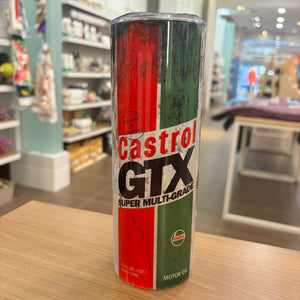 Castrol
GTX
SUPER MULTI-GRADE
MOTOR OIL